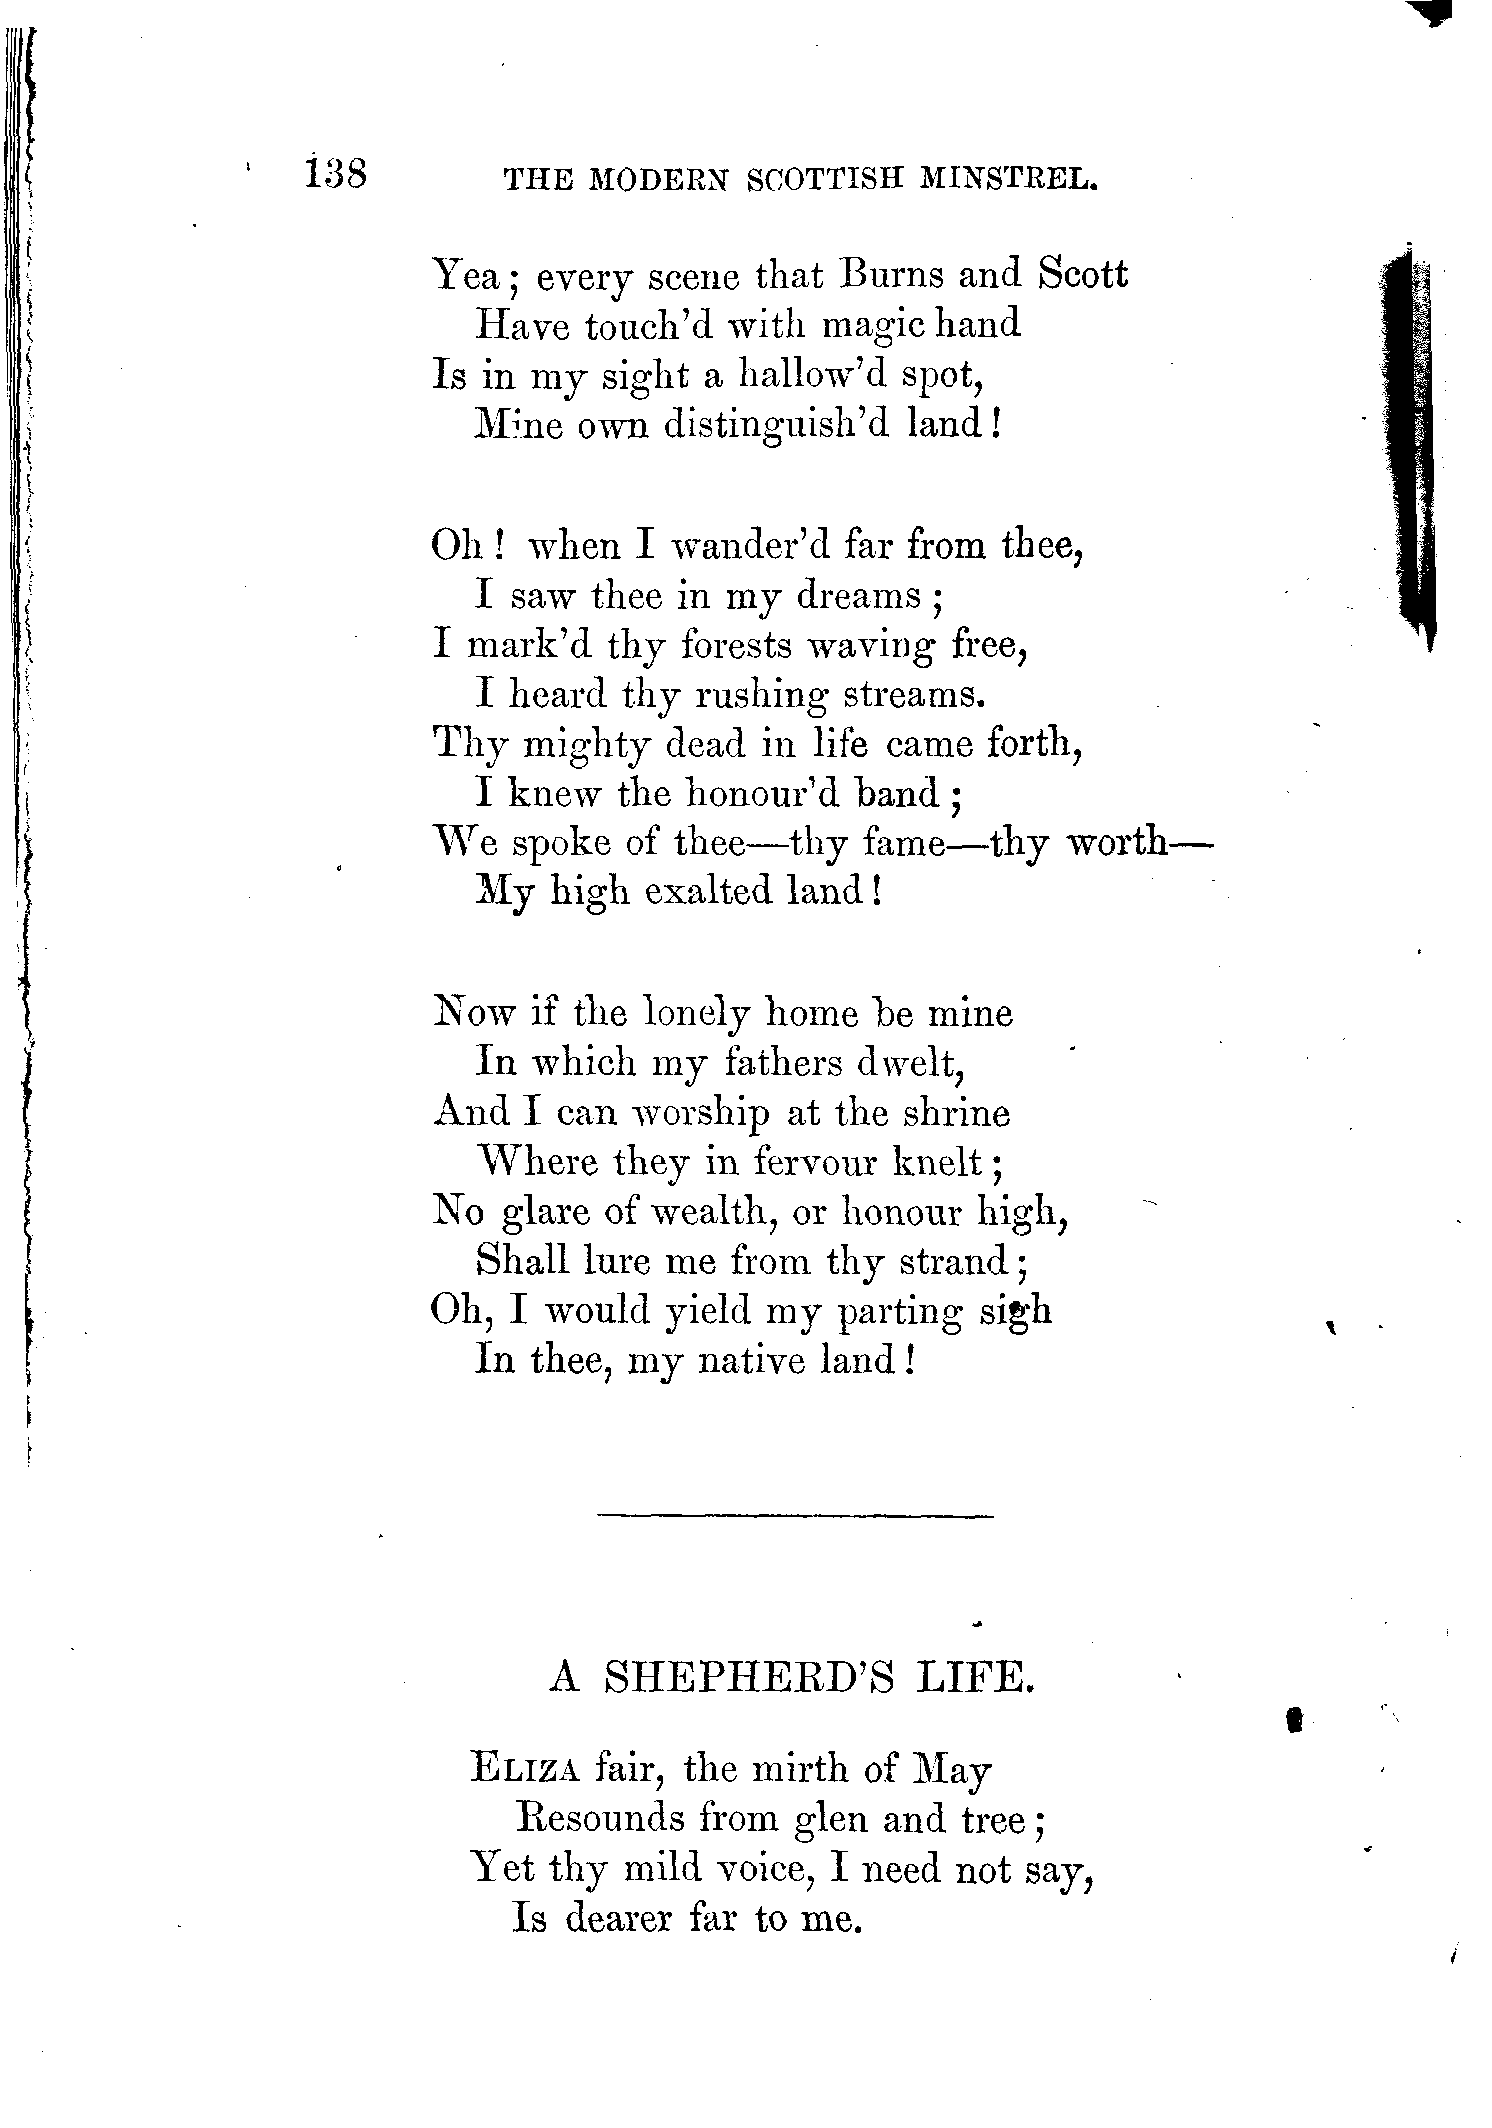 138 THE MODERN SCOTTISH MINSTREL.
Yea; every scene that Burns and Scott
Have touch'd with magic hand
Is in my sight a hallow'd spot,
Mine own distinguish'd land!
Oh! when I wander'd far from thee,
I saw thee in my dreams;
I mark'd thy forests waving free,
I heard thy rushing streams.
Thy mighty dead in life came forth,
I knew the honour'd band;
We spoke of thee—thy fame—thy worth—
My high exalted land!
Now if the lonely home be mine
In which my fathers dwelt,
And I can worship at the shrine
Where they in fervour knelt;
No glare of wealth, or honour high,
Shall lure me from thy strand;
Oh, I would yield my parting sigh
In thee, my native land!
A SHEPHERD'S LIFE.
ELIZA fair, the mirth of May
Resounds from glen and tree;
Yet thy mild voice, I need not say,
Is dearer far to me.